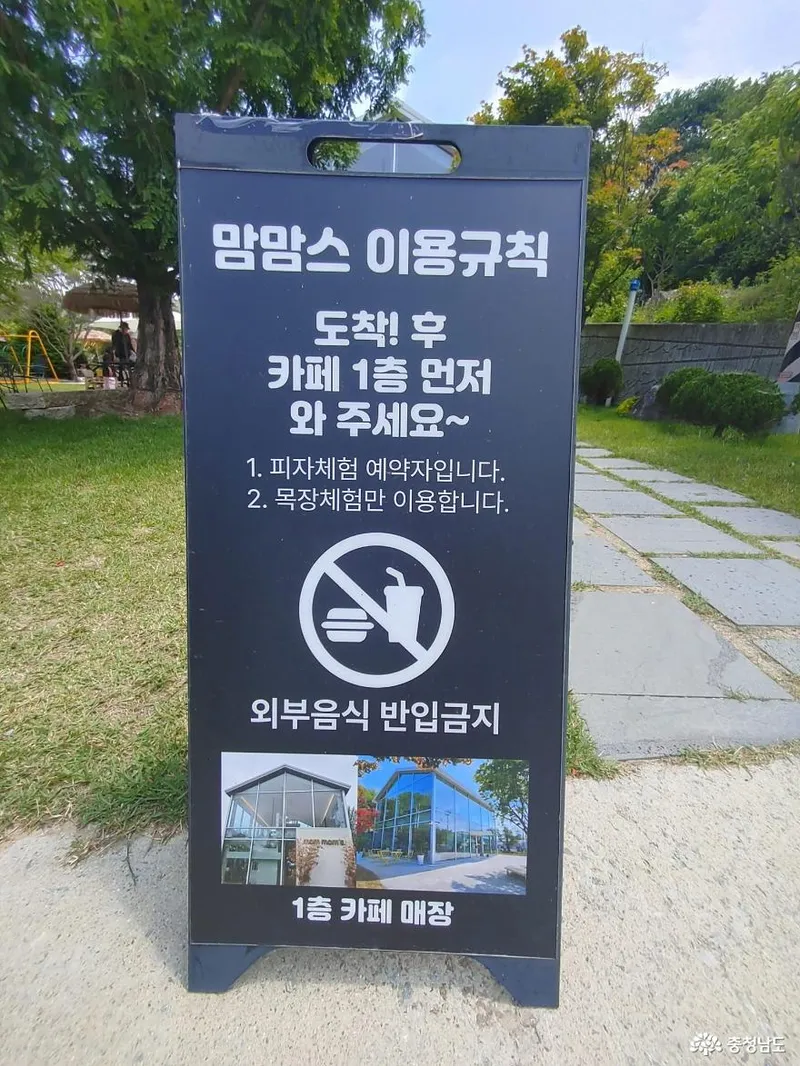 맘맘스 이용규칙
도착! 후
카페 1층 먼저
와 주세요~
1. 피자체험 예약자입니다.
2. 목장체험만 이용합니다.
외부음식 반입금지
mom mom's
1층 카페 매장
충청남도